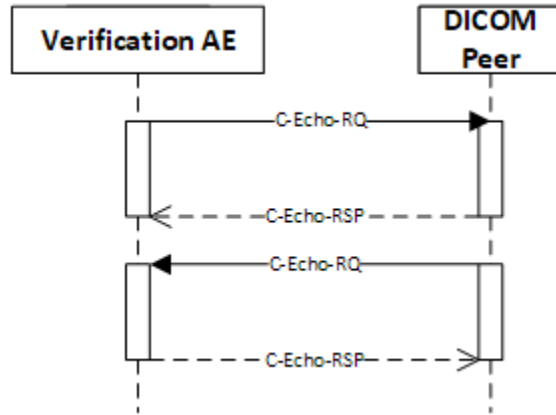 Verification AE
DICOM
Peer
C-Echo-RQ
C-Echo-RSP
C-Echo-RQ
C-Echo-RSP